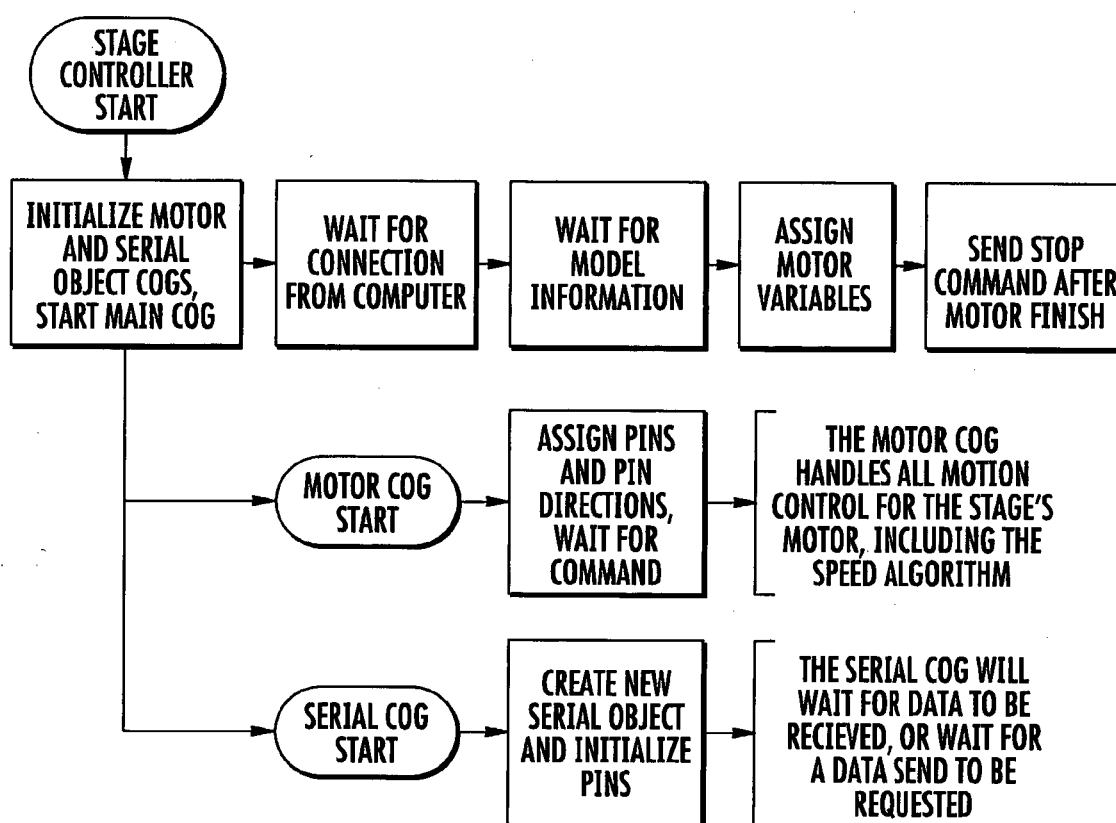 STAGE
CONTROLLER
START
INITIALIZE MOTOR
AND SERIAL
OBJECT COGS,
START MAIN COG
WAIT FOR
CONNECTION
FROM COMPUTER
WAIT FOR
MODEL
INFORMATION
ASSIGN
MOTOR
VARIABLES
SEND STOP
COMMAND AFTER
MOTOR FINISH
MOTOR COG
START
ASSIGN PINS
AND PIN
DIRECTIONS,
WAIT FOR
COMMAND
THE MOTOR COG
HANDLES ALL MOTION
CONTROL FOR THE STAGE'S
MOTOR, INCLUDING THE
SPEED ALGORITHM
SERIAL COG
START
CREATE NEW
SERIAL OBJECT
AND INITIALIZE
PINS
THE SERIAL COG WILL
WAIT FOR DATA TO BE
RECIEVED, OR WAIT FOR
A DATA SEND TO BE
REQUESTED